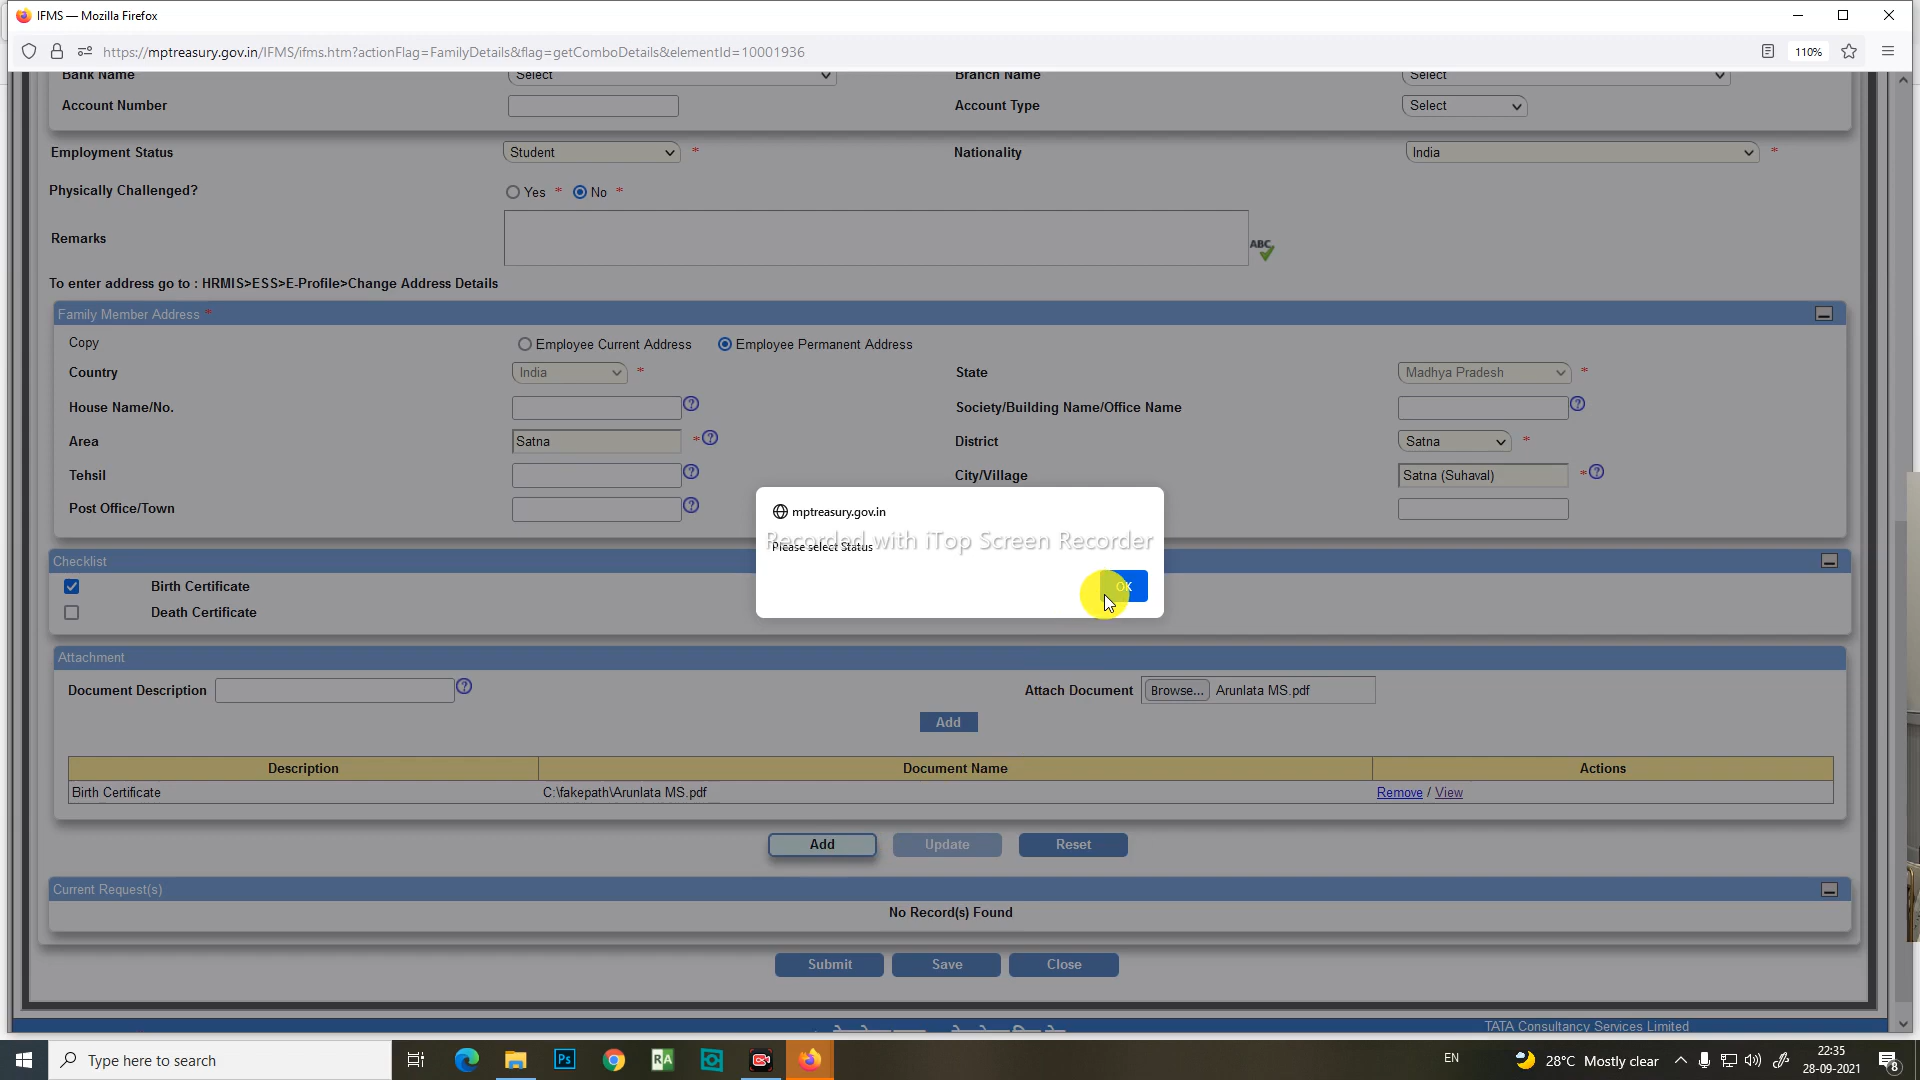 IFMS — Mozilla Firefox
https://mptreasury.gov.in/IFMS/ifms.htm?actionFlag=FamilyDetails&flag=getComboDetails&elementId=10001936
110%
Bank Name Select Branch Name Select
Account Number Account Type Select
Employment Status Student * Nationality India *
Physically Challenged? Yes * No *
Remarks
ABC
To enter address go to : HRMIS>ESS>E-Profile>Change Address Details
Family Member Address *
Copy Employee Current Address Employee Permanent Address
Country India * State Madhya Pradesh *
House Name/No. Society/Building Name/Office Name
Area Satna * District Satna *
Tehsil City/Village Satna (Suhaval) *
Post Office/Town
mptreasury.gov.in
Recorded with iTop Screen Recorder
Please select Status
OK
Checklist
Birth Certificate
Death Certificate
Attachment
Document Description Attach Document Browse... Arunlata MS.pdf
Add
Description Document Name Actions
Birth Certificate C:\fakepath\Arunlata MS.pdf Remove / View
Add Update Reset
Current Request(s)
No Record(s) Found
Submit Save Close
TATA Consultancy Services Limited
Type here to search
Ps
RA
EN
28°C Mostly clear
22:35
28-09-2021
8